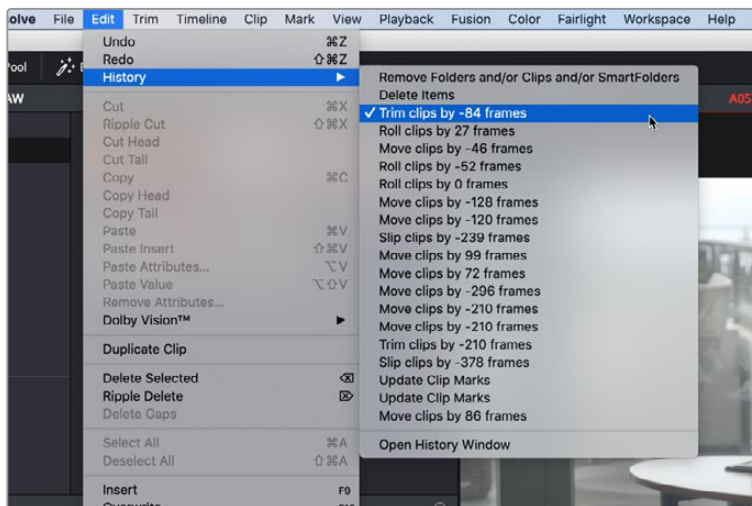 olve File Edit Trim Timeline Clip Mark View Playback Fusion Color Fairlight Workspace Help
Undo ⌘Z
Redo ⇧⌘Z
History ▶
Cut ⌘X
Ripple Cut ⇧⌘X
Cut Head
Cut Tail
Copy ⌘C
Copy Head
Copy Tail
Paste ⌘V
Paste Insert ⇧⌘V
Paste Attributes... ⌥V
Paste Value ⌥⇧V
Remove Attributes...
Dolby Vision™ ▶
Duplicate Clip
Delete Selected ⌫
Ripple Delete ⌦
Delete Gaps
Select All ⌘A
Deselect All ⇧⌘A
Insert F9
Overwrite
Remove Folders and/or Clips and/or SmartFolders
Delete Items
✓ Trim clips by -84 frames
Roll clips by 27 frames
Move clips by -46 frames
Roll clips by -52 frames
Roll clips by 0 frames
Move clips by -128 frames
Move clips by -120 frames
Slip clips by -239 frames
Move clips by 99 frames
Move clips by 72 frames
Move clips by -296 frames
Move clips by -210 frames
Move clips by -210 frames
Trim clips by -210 frames
Slip clips by -378 frames
Update Clip Marks
Update Clip Marks
Move clips by 86 frames
Open History Window
ool
AW
A05